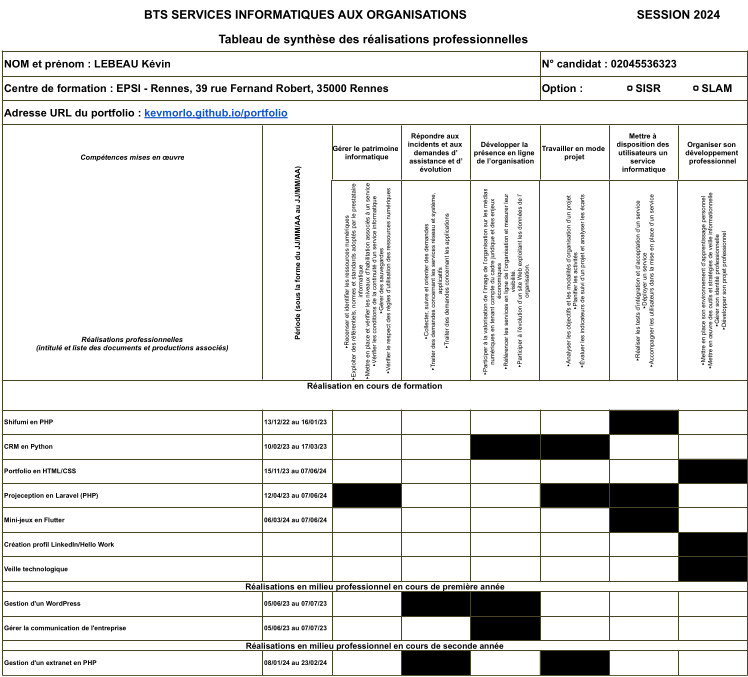 BTS SERVICES INFORMATIQUES AUX ORGANISATIONS SESSION 2024
Tableau de synthèse des réalisations professionnelles
NOM et prénom : LEBEAU Kévin N° candidat : 02045536323
Centre de formation : EPSI - Rennes, 39 rue Fernand Robert, 35000 Rennes Option : ¤ SISR ¤ SLAM
Adresse URL du portfolio : kevmorlo.github.io/portfolio
Compétences mises en œuvre
Période (sous la forme du JJ/MM/AA au JJ/MM/AA)
Gérer le patrimoine
informatique
Répondre aux
incidents et aux
demandes d'
assistance et d'
évolution
Développer la
présence en ligne
de l'organisation
Travailler en mode
projet
Mettre à
disposition des
utilisateurs un
service
informatique
Organiser son
développement
professionnel
Réalisations professionnelles
(intitulé et liste des documents et productions associés)
•Recenser et identifier les ressources numériques
•Exploiter des référentiels, normes et standards adoptés par le prestataire
informatique
•Mettre en place et vérifier les niveaux d'habilitation associés à un service
•Vérifier les conditions de la continuité d'un service informatique
•Gérer des sauvegardes
•Vérifier le respect des règles d'utilisation des ressources numériques
•Collecter, suivre et orienter des demandes
•Traiter des demandes concernant les services réseau et système,
applicatifs
•Traiter des demandes concernant les applications
•Participer à la valorisation de l'image de l'organisation sur les médias
numériques en tenant compte du cadre juridique et des enjeux
économiques
•Référencer les services en ligne de l'organisation et mesurer leur
visibilité.
•Participer à l'évolution d'un site Web exploitant les données de l'
organisation.
•Analyser les objectifs et les modalités d'organisation d'un projet
•Planifier les activités
•Évaluer les indicateurs de suivi d'un projet et analyser les écarts
•Réaliser les tests d'intégration et d'acceptation d'un service
•Déployer un service
•Accompagner les utilisateurs dans la mise en place d'un service
•Mettre en place son environnement d'apprentissage personnel
•Mettre en œuvre des outils et stratégies de veille informationnelle
•Gérer son identité professionnelle
•Développer son projet professionnel
Réalisation en cours de formation
Shifumi en PHP 13/12/22 au 16/01/23
CRM en Python 10/02/23 au 17/03/23
Portfolio en HTML/CSS 15/11/23 au 07/06/24
Projeception en Laravel (PHP) 12/04/23 au 07/06/24
Mini-jeux en Flutter 06/03/24 au 07/06/24
Création profil LinkedIn/Hello Work
Veille technologique
Réalisations en milieu professionnel en cours de première année
Gestion d'un WordPress 05/06/23 au 07/07/23
Gérer la communication de l'entreprise 05/06/23 au 07/07/23
Réalisations en milieu professionnel en cours de seconde année
Gestion d'un extranet en PHP 08/01/24 au 23/02/24